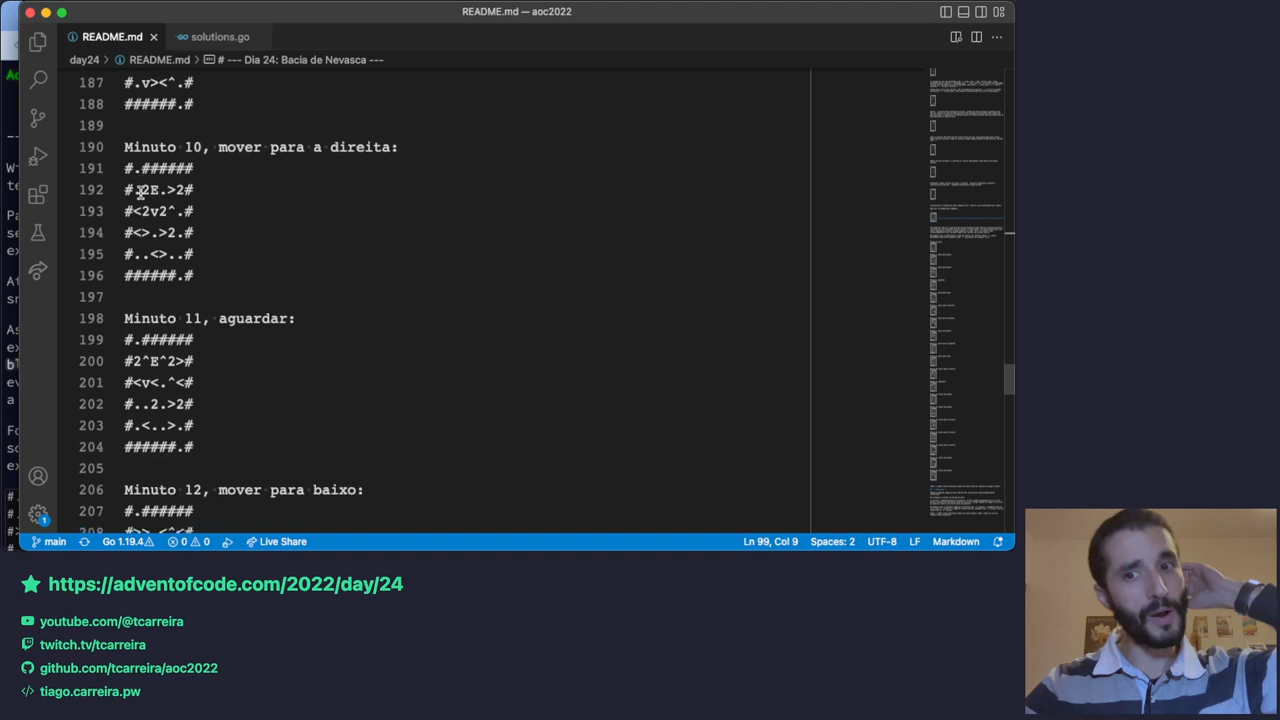 README.md — aoc2022
README.md
solutions.go
day24 > README.md > # --- Dia 24: Bacia de Nevasca ---
187 #.v><^.#
188 ######.#
189
190 Minuto 10, mover para a direita:
191 #.######
192 #.2E.>2#
193 #<2v2^.#
194 #<>.>2.#
195 #..<>..#
196 ######.#
197
198 Minuto 11, aguardar:
199 #.######
200 #2^E^2>#
201 #<v<.^<#
202 #..2.>2#
203 #.<..>.#
204 ######.#
205
206 Minuto 12, mover para baixo:
207 #.######
main Go 1.19.4 0 0 Live Share Ln 99, Col 9 Spaces: 2 UTF-8 LF Markdown
1
https://adventofcode.com/2022/day/24
youtube.com/@tcarreira
twitch.tv/tcarreira
github.com/tcarreira/aoc2022
tiago.carreira.pw